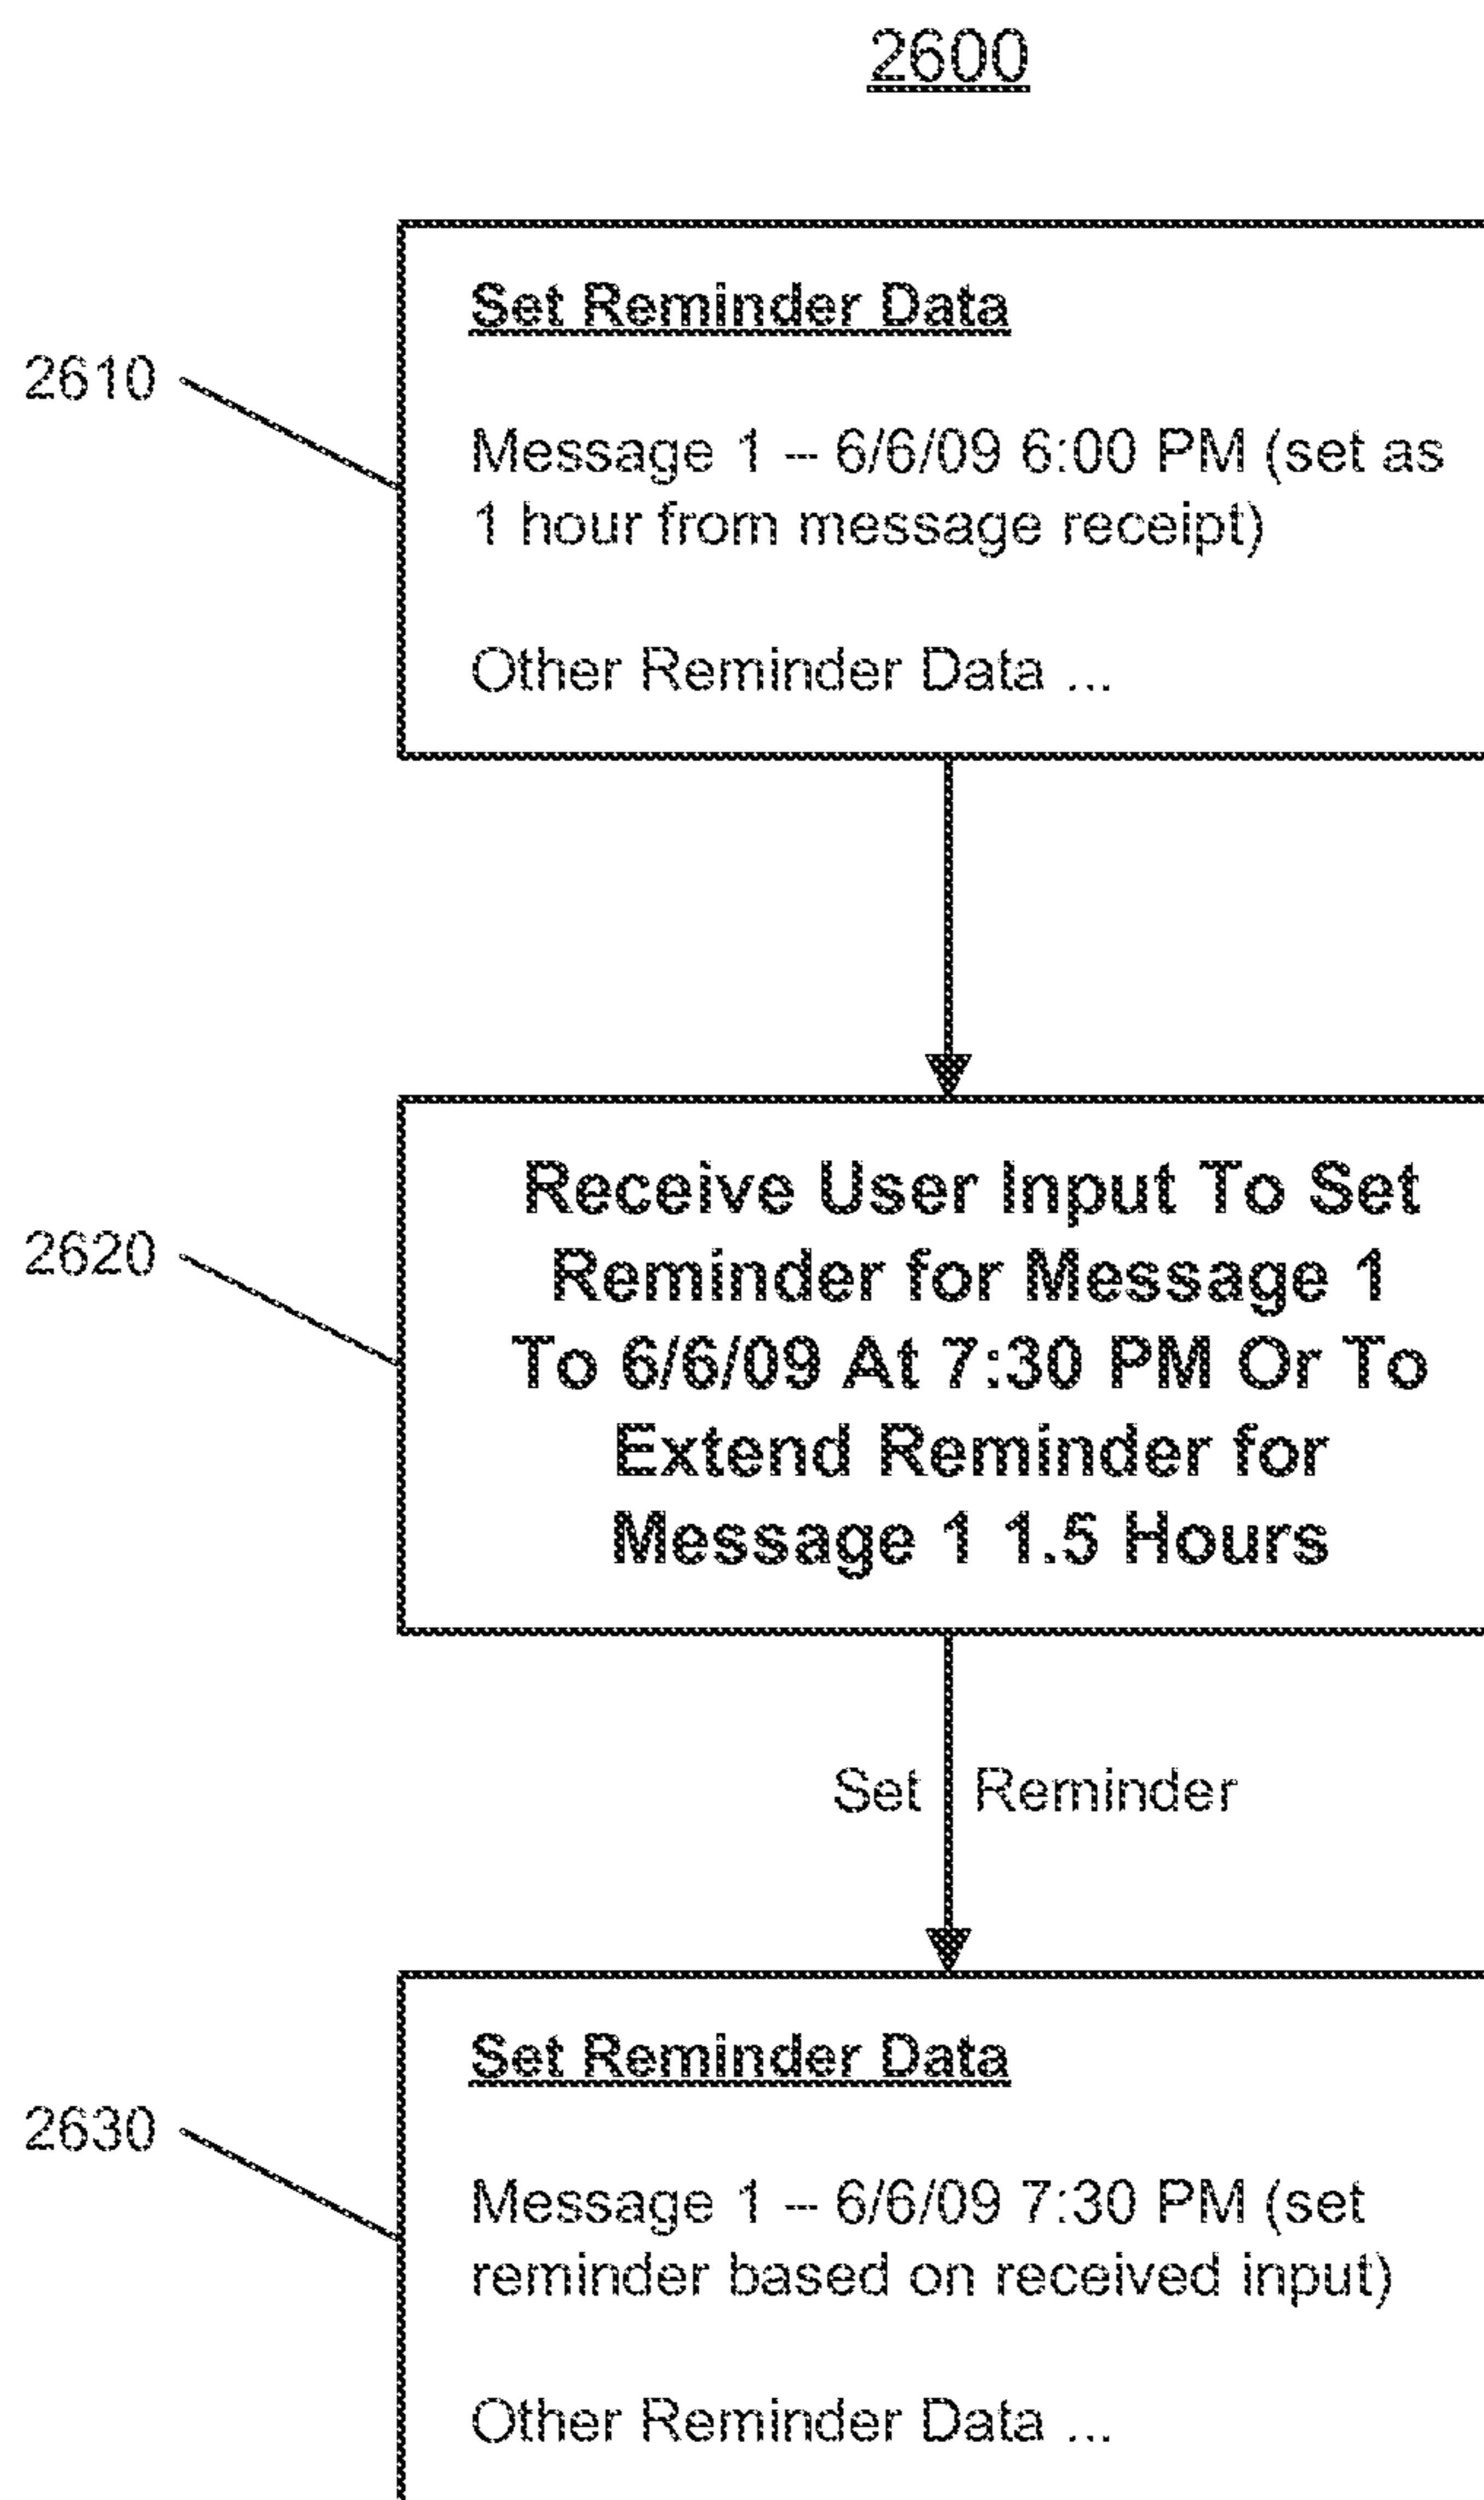 2600
Set Reminder Data
2610
Message 1 -- 6/6/09 6:00 PM (set as
1 hour from message receipt)
Other Reminder Data ...
Receive User Input To Set
2620
Reminder for Message 1
To 6/6/09 At 7:30 PM Or To
Extend Reminder for
Message 1 1.5 Hours
Set Reminder
Set Reminder Data
2630
Message 1 -- 6/6/09 7:30 PM (set
reminder based on received input)
Other Reminder Data ...